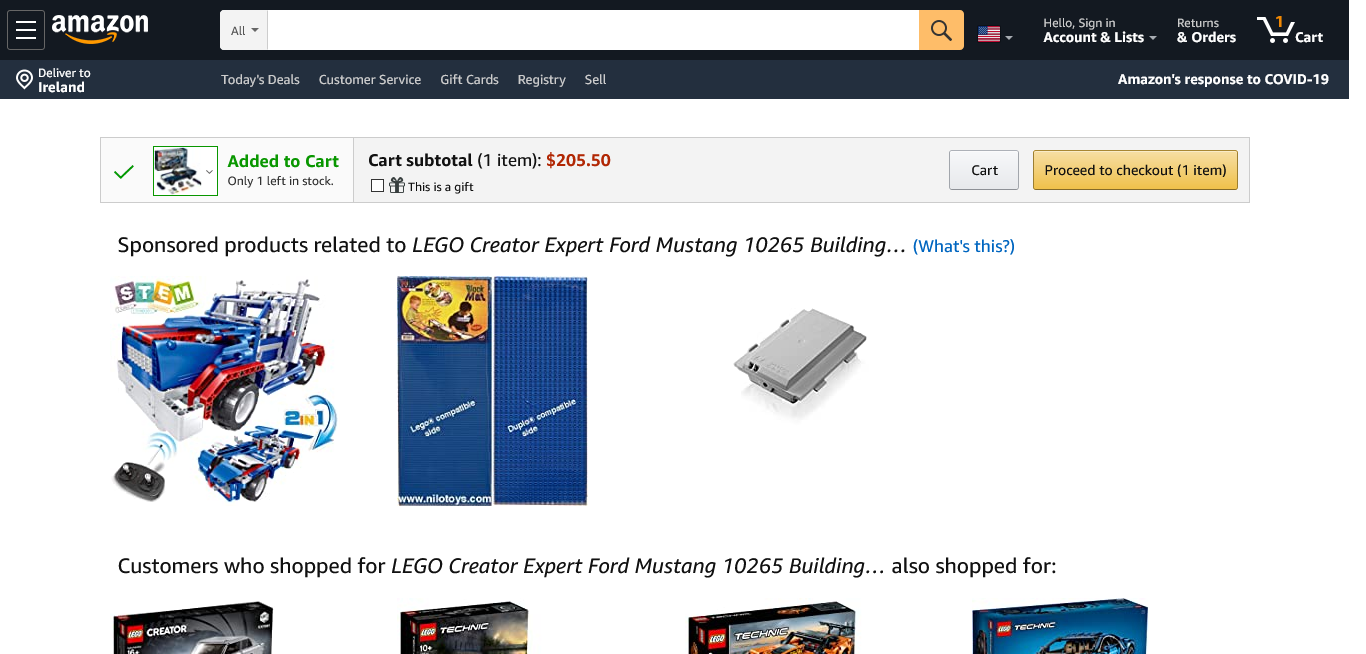 amazon
All
Hello, Sign in
Account & Lists
Returns
& Orders
1
Cart
Deliver to
Ireland
Today's Deals
Customer Service
Gift Cards
Registry
Sell
Amazon's response to COVID-19
Added to Cart
Only 1 left in stock.
Cart subtotal (1 item): $205.50
This is a gift
Cart
Proceed to checkout (1 item)
Sponsored products related to LEGO Creator Expert Ford Mustang 10265 Building… (What's this?)
STEM
2IN1
Block
Mat
Lego® compatible
side
Duplo® compatible
side
www.nilotoys.com
Customers who shopped for LEGO Creator Expert Ford Mustang 10265 Building… also shopped for:
LEGO CREATOR
16+
LEGO TECHNIC
10+
LEGO TECHNIC
LEGO TECHNIC